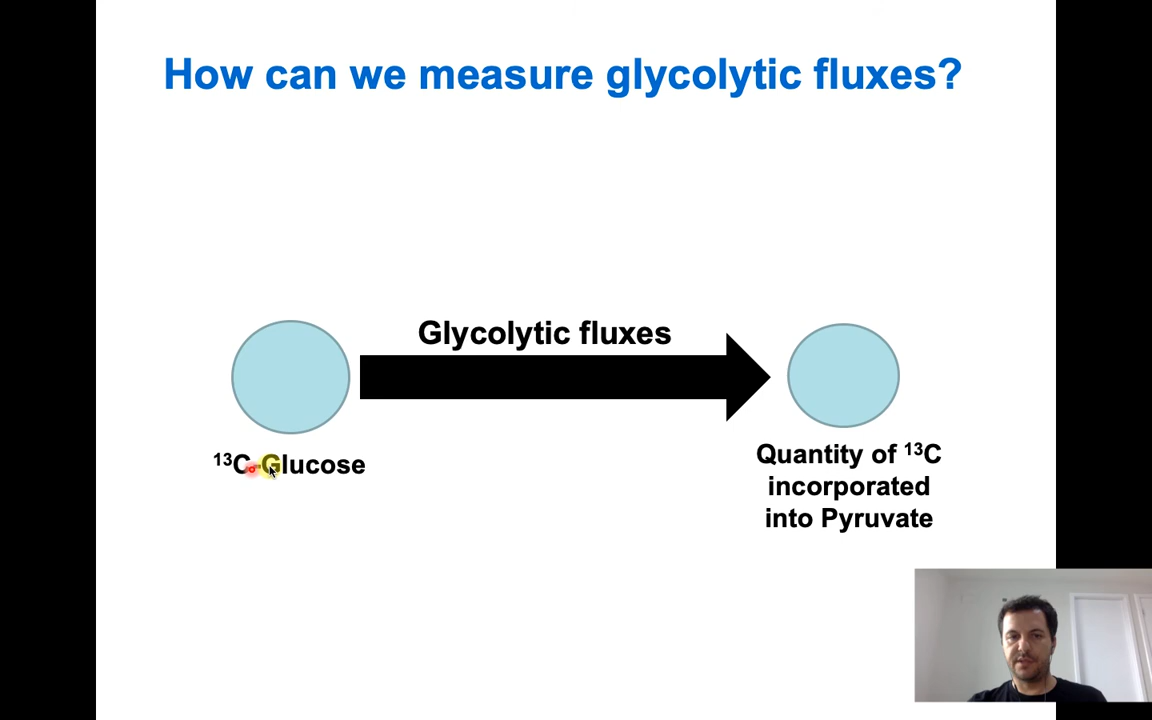 How can we measure glycolytic fluxes?
Glycolytic fluxes
¹³C-Glucose
Quantity of ¹³C
incorporated
into Pyruvate